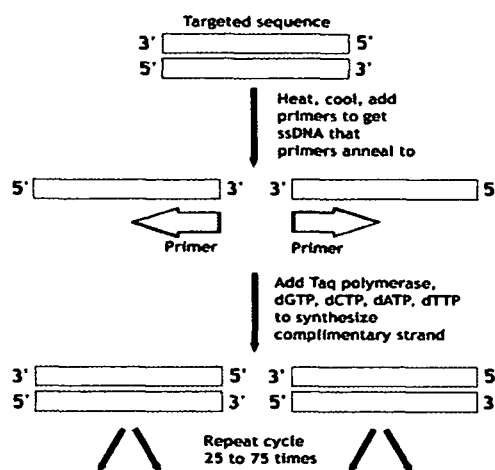 Targeted sequence
3' 5'
5' 3'
Heat, cool, add
primers to get
ssDNA that
primers anneal to
5' 3' 3' 5
Primer Primer
Add Taq polymerase,
dGTP, dCTP, dATP, dTTP
to synthesize
complimentary strand
3' 5' 3' 5
5' 3' 5' 3
Repeat cycle
25 to 75 times